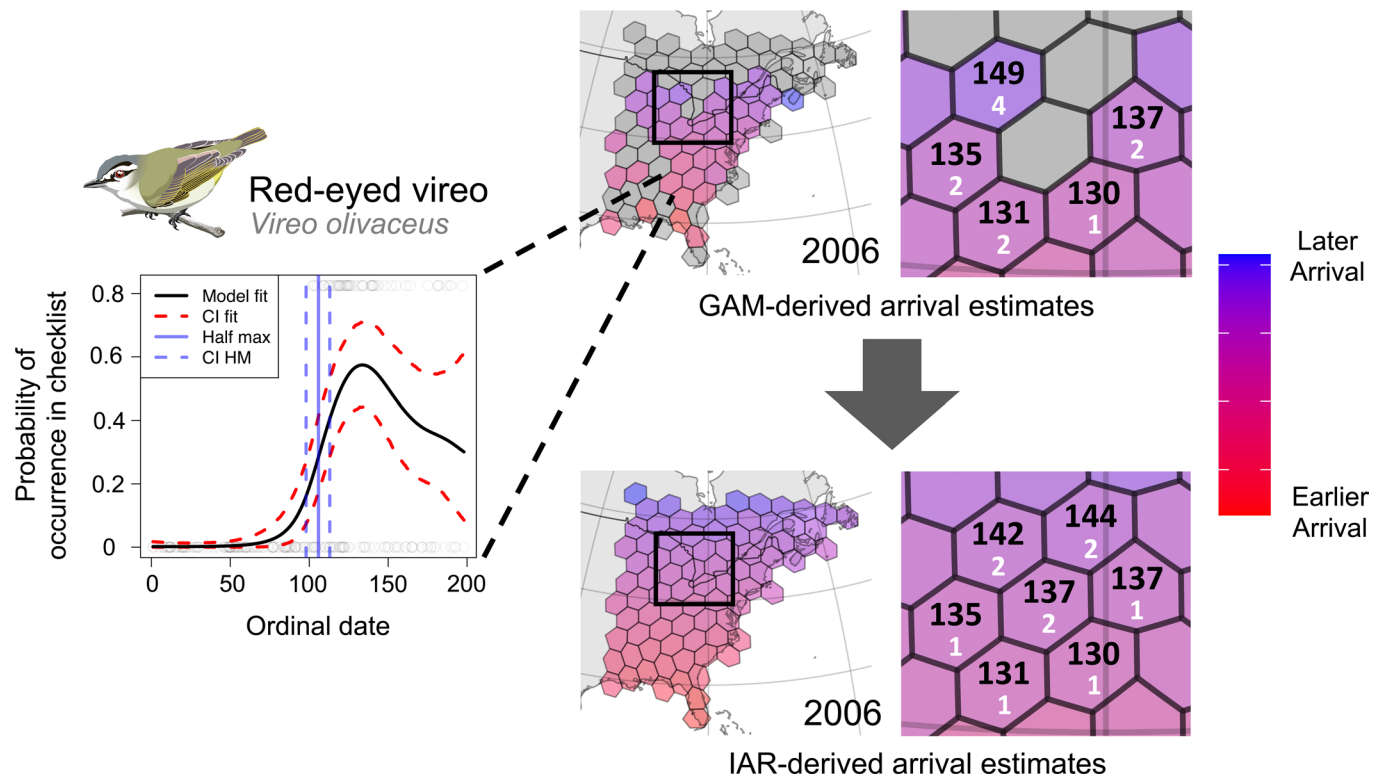 Red-eyed vireo
Vireo olivaceus
Probability of
occurrence in checklist
0.8
0.6
0.4
0.2
0
Model fit
CI fit
Half max
CI HM
0 50 100 150 200
Ordinal date
2006
GAM-derived arrival estimates
149
4
137
2
135
2
130
1
131
2
Later
Arrival
Earlier
Arrival
2006
IAR-derived arrival estimates
144
2
142
2
137
1
137
2
135
1
130
1
131
1